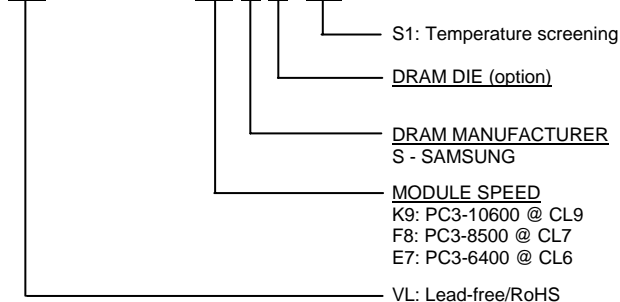 S1: Temperature screening
DRAM DIE (option)
DRAM MANUFACTURER
S - SAMSUNG
MODULE SPEED
K9: PC3-10600 @ CL9
F8: PC3-8500 @ CL7
E7: PC3-6400 @ CL6
VL: Lead-free/RoHS